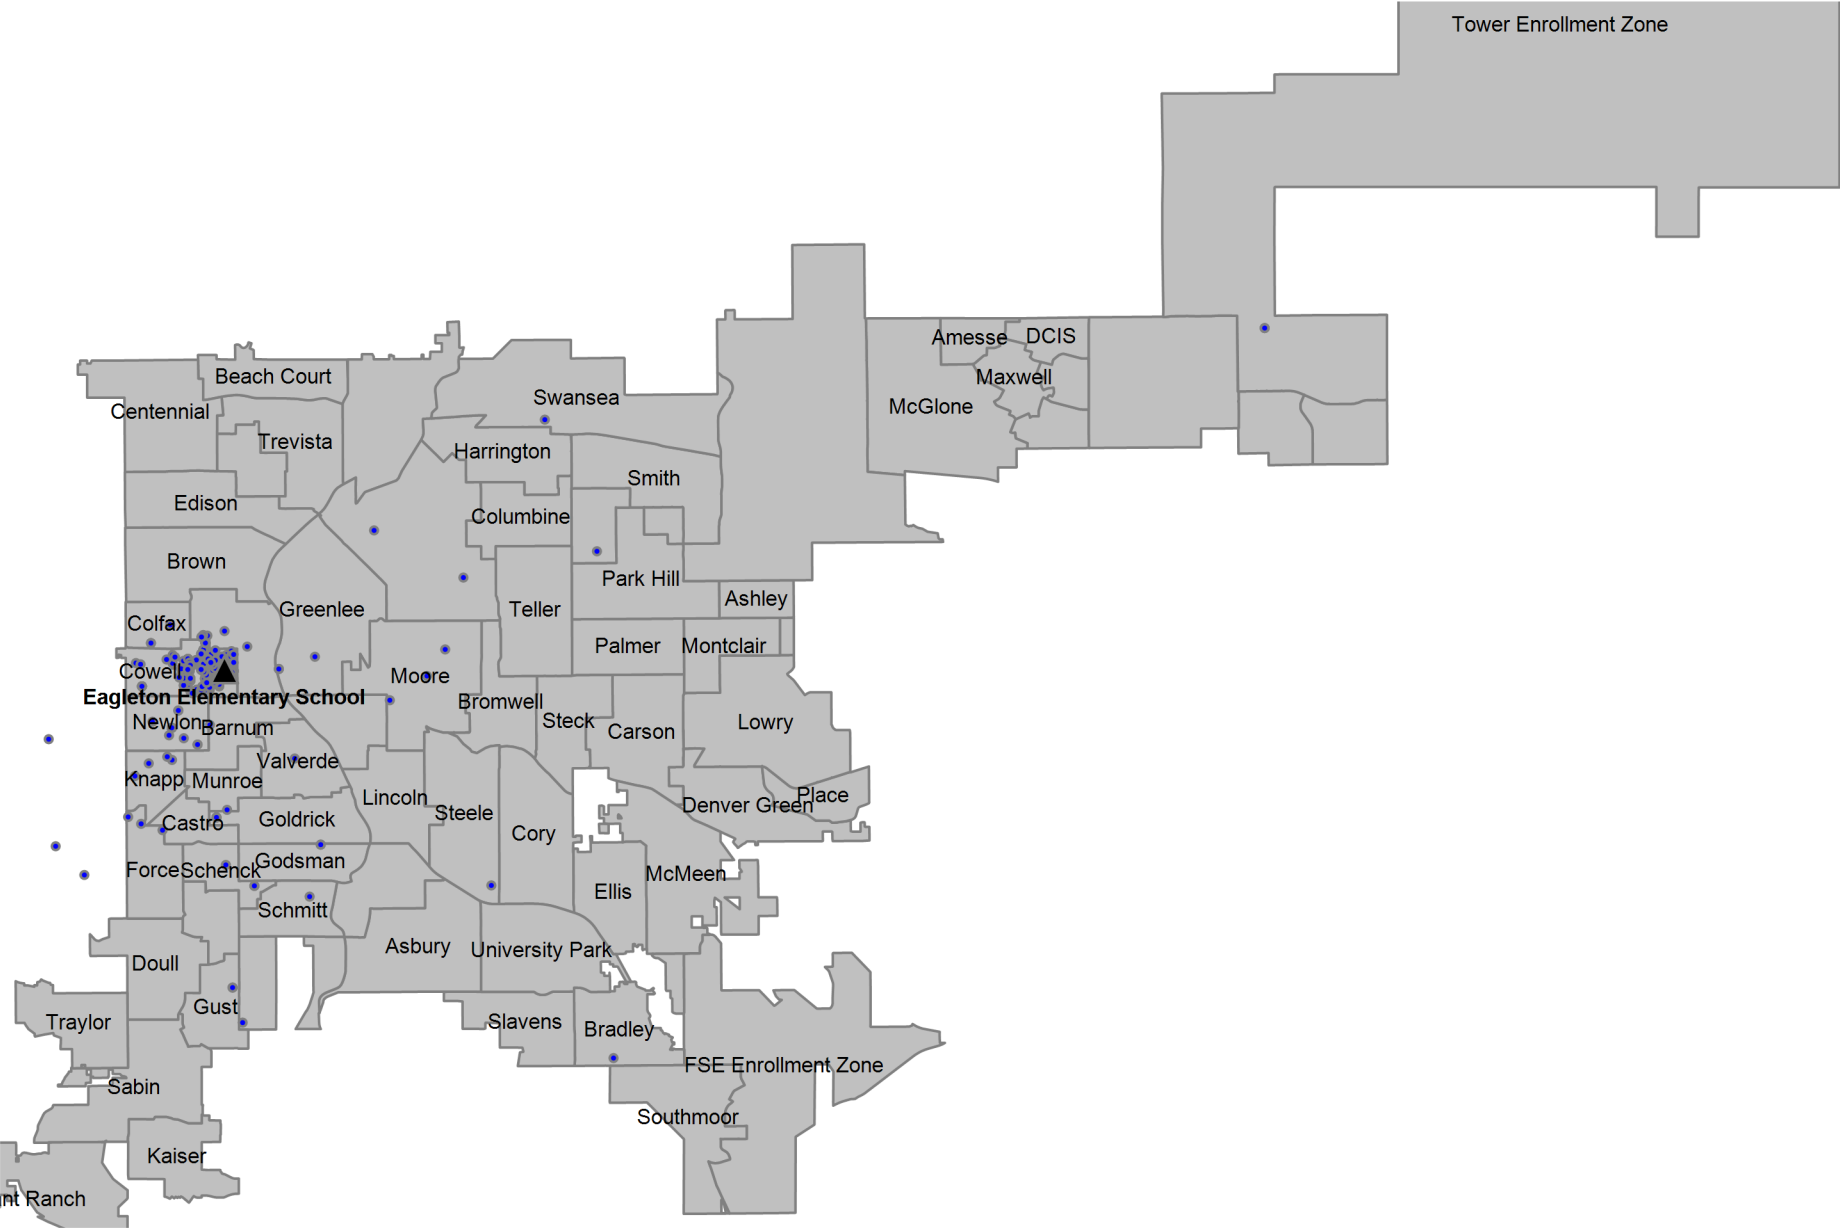 Tower Enrollment Zone
Amesse
DCIS
Beach Court
Maxwell
Swansea
McGlone
Centennial
Trevista
Harrington
Smith
Edison
Columbine
Brown
Park Hill
Ashley
Greenlee
Teller
Colfax
Palmer
Montclair
Cowell
Moore
Eagleton Elementary School
Bromwell
Newlon
Barnum
Steck
Carson
Lowry
Valverde
Knapp
Munroe
Lincoln
Place
Denver Green
Steele
Castro
Goldrick
Cory
Godsman
Force
Schenck
McMeen
Ellis
Schmitt
Asbury
University Park
Doull
Gust
Traylor
Slavens
Bradley
FSE Enrollment Zone
Sabin
Southmoor
Kaiser
nt Ranch